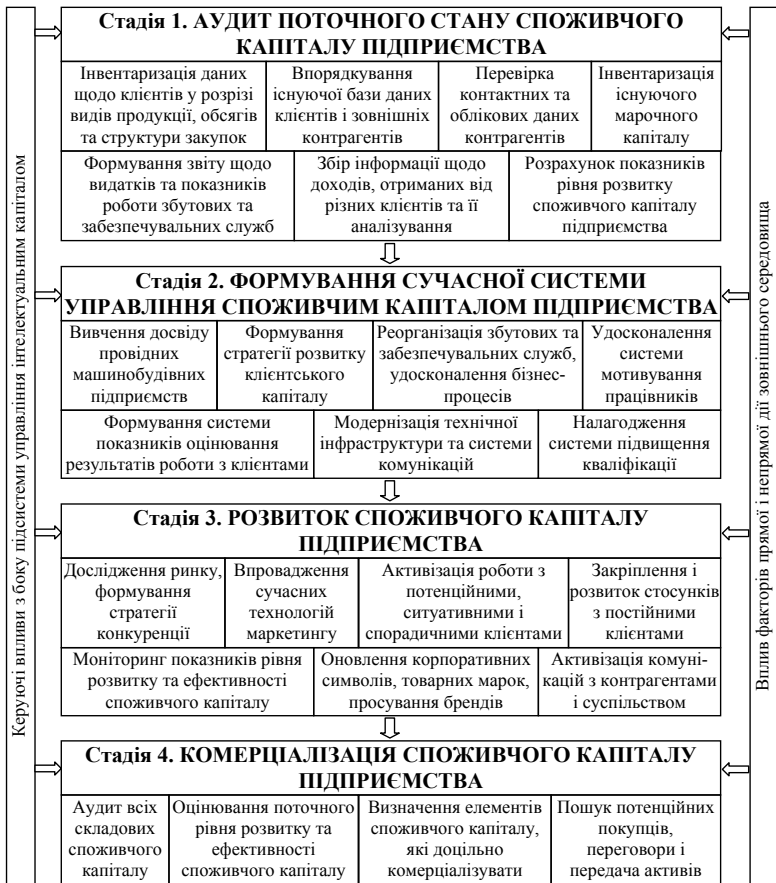 Керуючі впливи з боку підсистеми управління інтелектуальним капіталом
Стадія 1. АУДИТ ПОТОЧНОГО СТАНУ СПОЖИВЧОГО
КАПІТАЛУ ПІДПРИЄМСТВА
Інвентаризація даних
щодо клієнтів у розрізі
видів продукції, обсягів
та структури закупок
Впорядкування
існуючої бази даних
клієнтів і зовнішніх
контрагентів
Перевірка
контактних та
облікових даних
контрагентів
Інвентаризація
існуючого
марочного
капіталу
Формування звіту щодо
видатків та показників
роботи збутових та
забезпечувальних служб
Збір інформації щодо
доходів, отриманих від
різних клієнтів та її
аналізування
Розрахунок показників
рівня розвитку
споживчого капіталу
підприємства
Стадія 2. ФОРМУВАННЯ СУЧАСНОЇ СИСТЕМИ
УПРАВЛІННЯ СПОЖИВЧИМ КАПІТАЛОМ ПІДПРИЄМСТВА
Вивчення досвіду
провідних
машинобудівних
підприємств
Формування
стратегії розвитку
клієнтського
капіталу
Реорганізація збутових та
забезпечувальних служб,
удосконалення бізнес-
процесів
Удосконалення
системи
мотивування
працівників
Формування системи
показників оцінювання
результатів роботи з клієнтами
Модернізація технічної
інфраструктури та системи
комунікацій
Налагодження
системи підвищення
кваліфікації
Стадія 3. РОЗВИТОК СПОЖИВЧОГО КАПІТАЛУ
ПІДПРИЄМСТВА
Дослідження ринку,
формування
стратегії
конкуренції
Впровадження
сучасних
технологій
маркетингу
Активізація роботи з
потенційними,
ситуативними і
спорадичними клієнтами
Закріплення і
розвиток стосунків
з постійними
клієнтами
Моніторинг показників рівня
розвитку та ефективності
споживчого капіталу
Оновлення корпоративних
символів, товарних марок,
просування брендів
Активізація комуні-
кацій з контрагентами
і суспільством
Стадія 4. КОМЕРЦІАЛІЗАЦІЯ СПОЖИВЧОГО КАПІТАЛУ
ПІДПРИЄМСТВА
Аудит всіх
складових
споживчого
капіталу
Оцінювання поточного
рівня розвитку та
ефективності
споживчого капіталу
Визначення елементів
споживчого капіталу,
які доцільно
комерціалізувати
Пошук потенційних
покупців,
переговори і
передача активів
Вплив факторів прямої і непрямої дії зовнішнього середовища